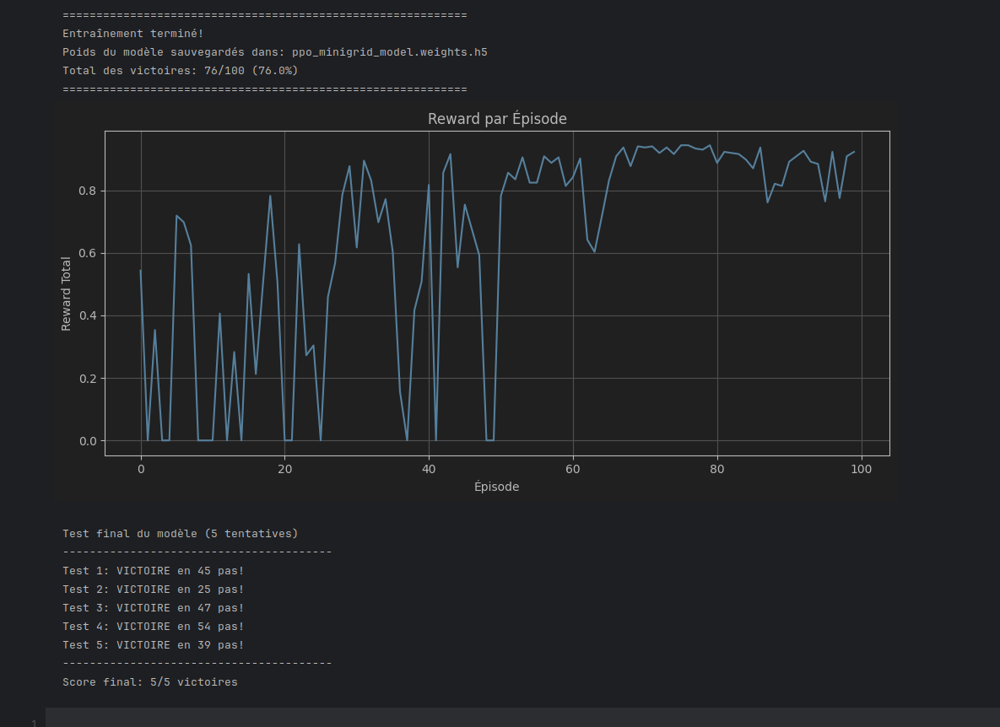 ============================================================
Entraînement terminé!
Poids du modèle sauvegardés dans: ppo_minigrid_model.weights.h5
Total des victoires: 76/100 (76.0%)
============================================================
Reward par Épisode
Reward Total
0.8
0.6
0.4
0.2
0.0
0 20 40 60 80 100
Épisode
Test final du modèle (5 tentatives)
----------------------------------------
Test 1: VICTOIRE en 45 pas!
Test 2: VICTOIRE en 25 pas!
Test 3: VICTOIRE en 47 pas!
Test 4: VICTOIRE en 54 pas!
Test 5: VICTOIRE en 39 pas!
----------------------------------------
Score final: 5/5 victoires
1